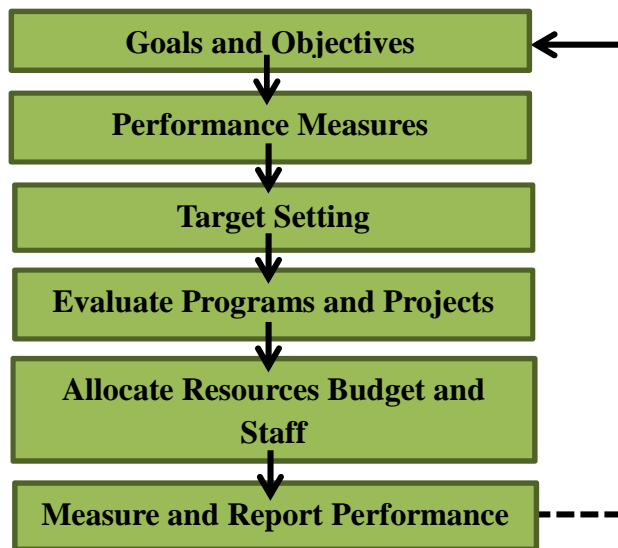 Goals and Objectives
Performance Measures
Target Setting
Evaluate Programs and Projects
Allocate Resources Budget and
Staff
Measure and Report Performance